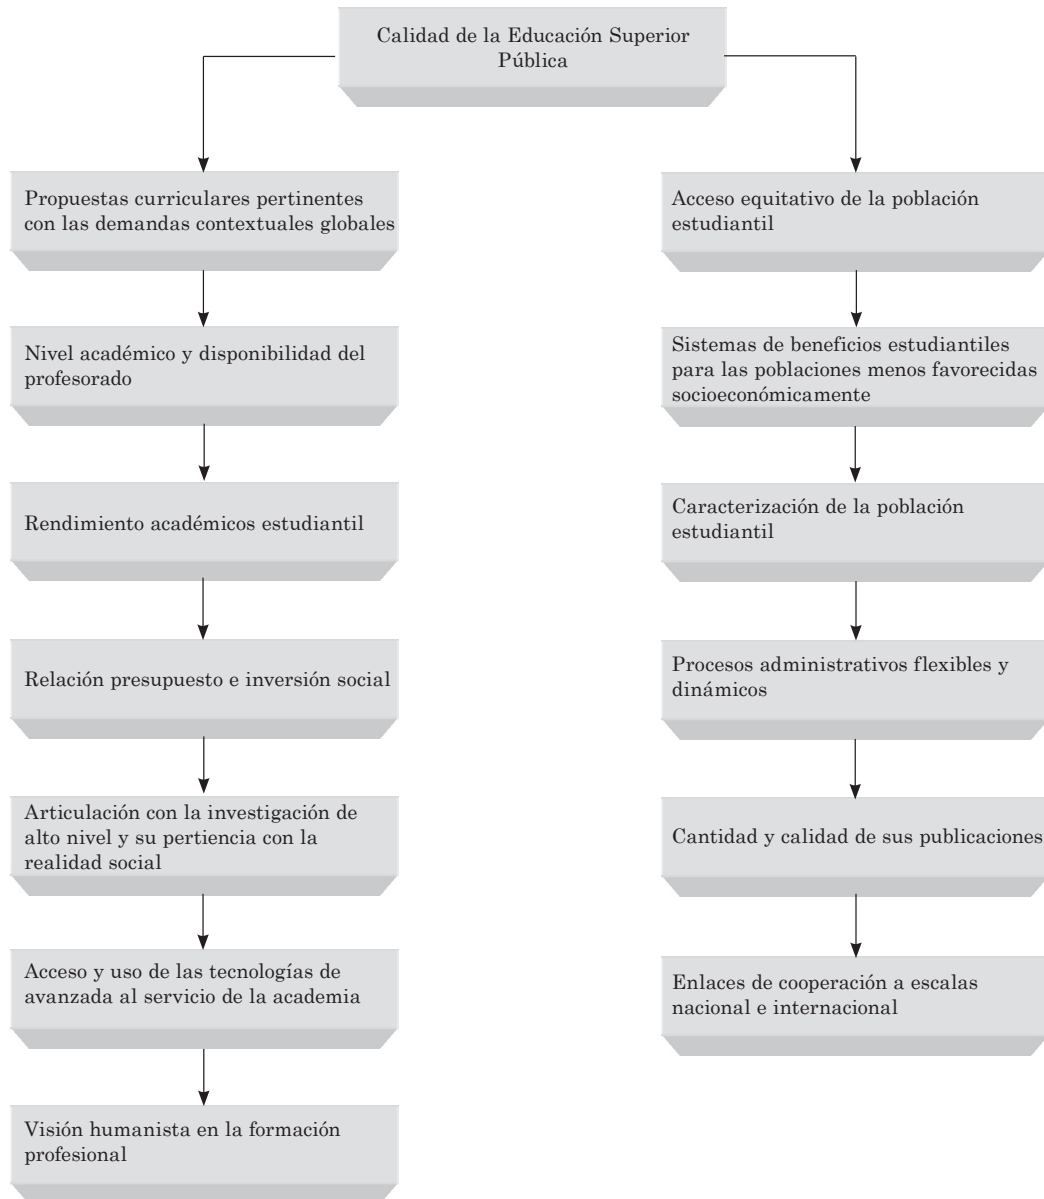 Calidad de la Educación Superior
Pública
Propuestas curriculares pertinentes
con las demandas contextuales globales
Nivel académico y disponibilidad del
profesorado
Rendimiento académicos estudiantil
Relación presupuesto e inversión social
Articulación con la investigación de
alto nivel y su pertiencia con la
realidad social
Acceso y uso de las tecnologías de
avanzada al servicio de la academia
Visión humanista en la formación
profesional
Acceso equitativo de la población
estudiantil
Sistemas de beneficios estudiantiles
para las poblaciones menos favorecidas
socioeconómicamente
Caracterización de la población
estudiantil
Procesos administrativos flexibles y
dinámicos
Cantidad y calidad de sus publicaciones
Enlaces de cooperación a escalas
nacional e internacional